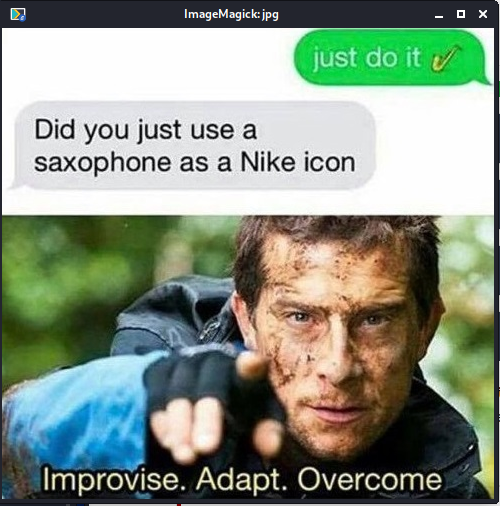 ImageMagick: jpg
just do it 🎷
Did you just use a
saxophone as a Nike icon
Improvise. Adapt. Overcome